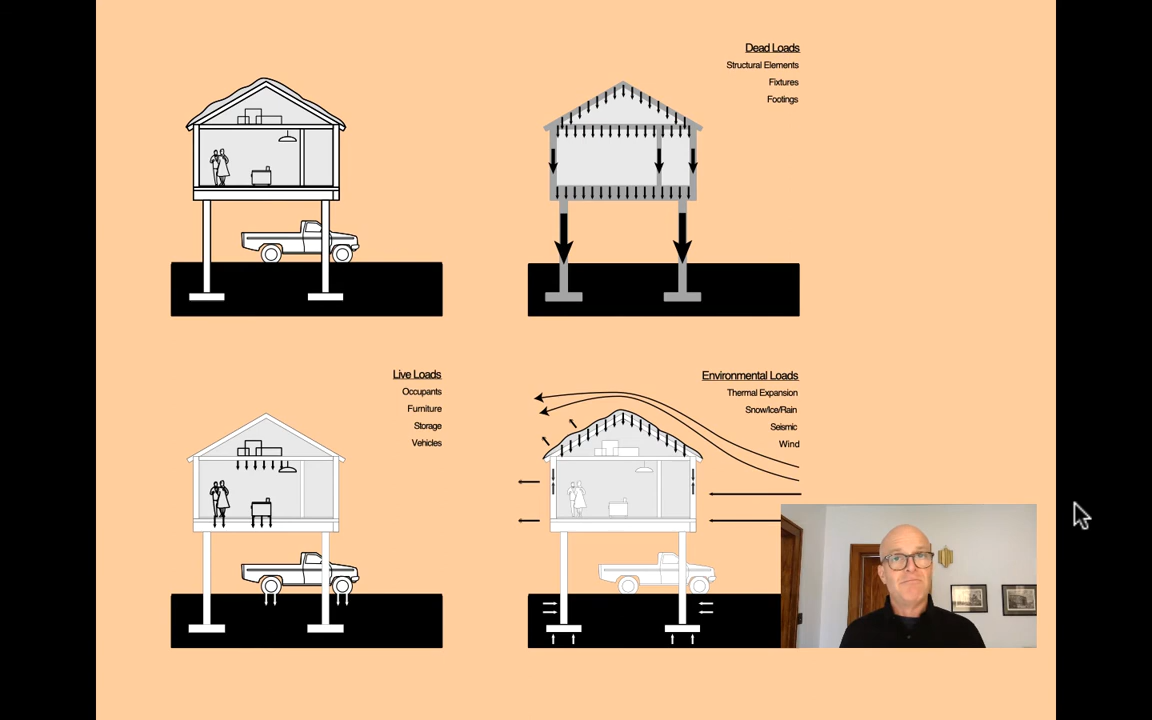 Dead Loads
Structural Elements
Fixtures
Footings
Live Loads
Occupants
Furniture
Storage
Vehicles
Environmental Loads
Thermal Expansion
Snow/Ice/Rain
Seismic
Wind